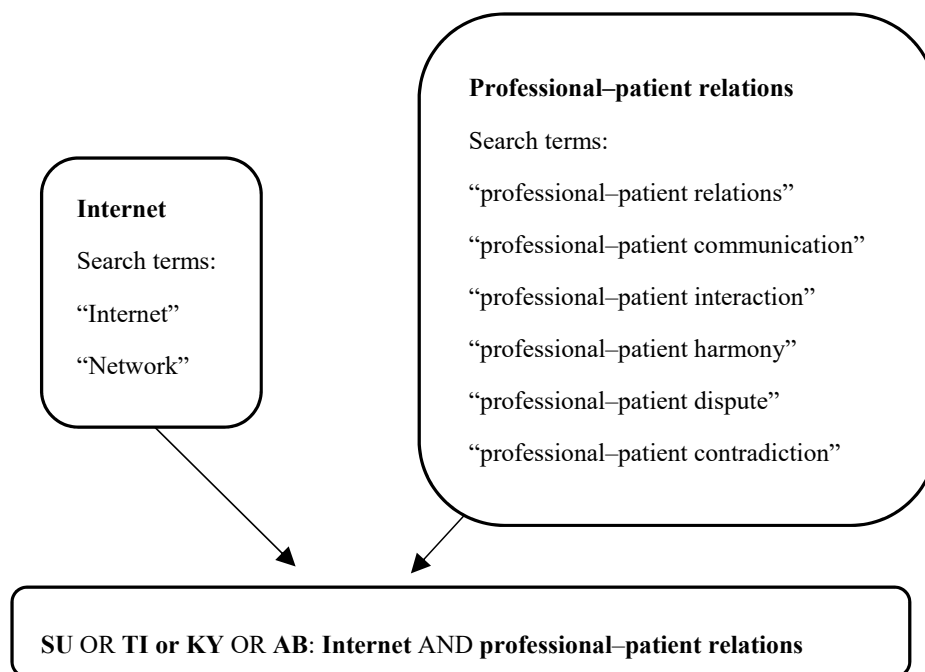 Internet
Search terms:
“Internet”
“Network”
Professional–patient relations
Search terms:
“professional–patient relations”
“professional–patient communication”
“professional–patient interaction”
“professional–patient harmony”
“professional–patient dispute”
“professional–patient contradiction”
SU OR TI or KY OR AB: Internet AND professional–patient relations